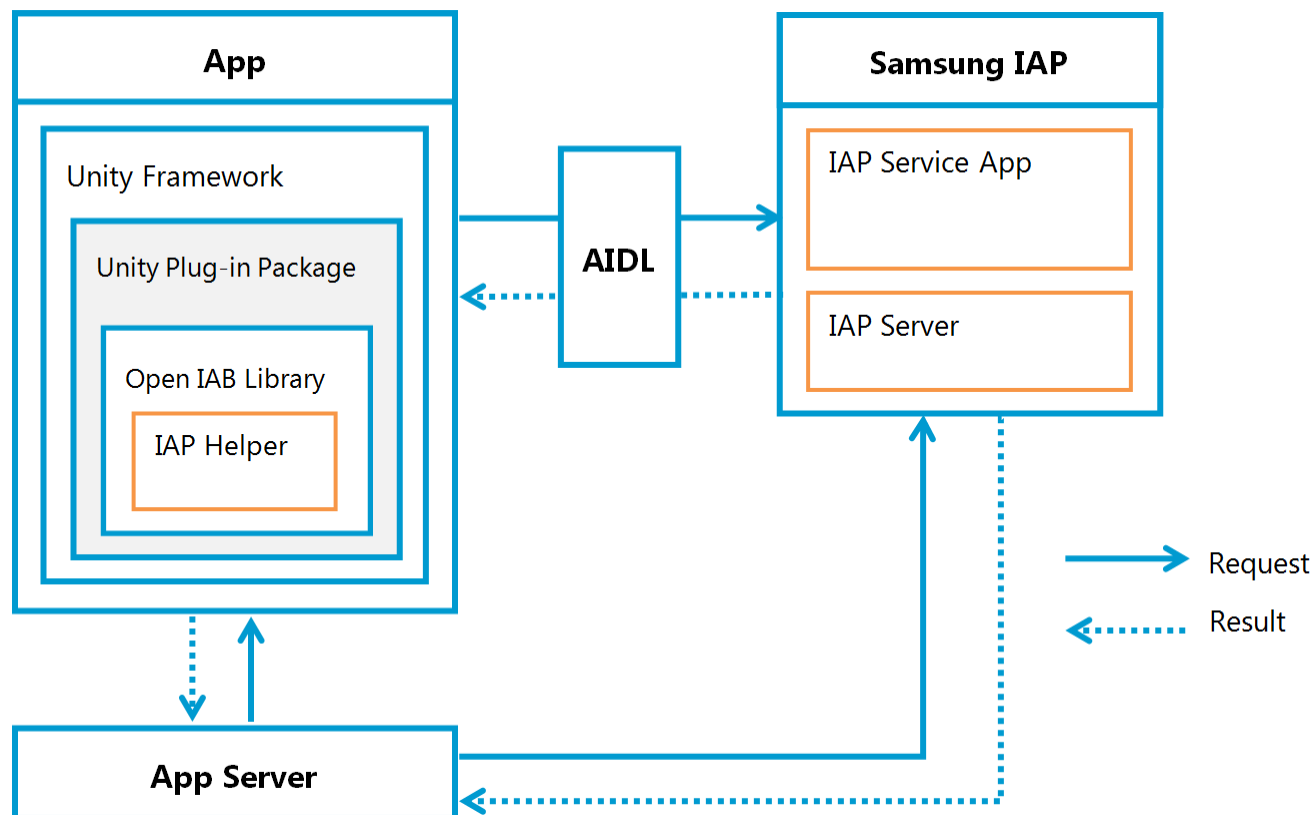 App
Samsung IAP
Unity Framework
IAP Service App
Unity Plug-in Package
AIDL
IAP Server
Open IAB Library
IAP Helper
Request
Result
App Server